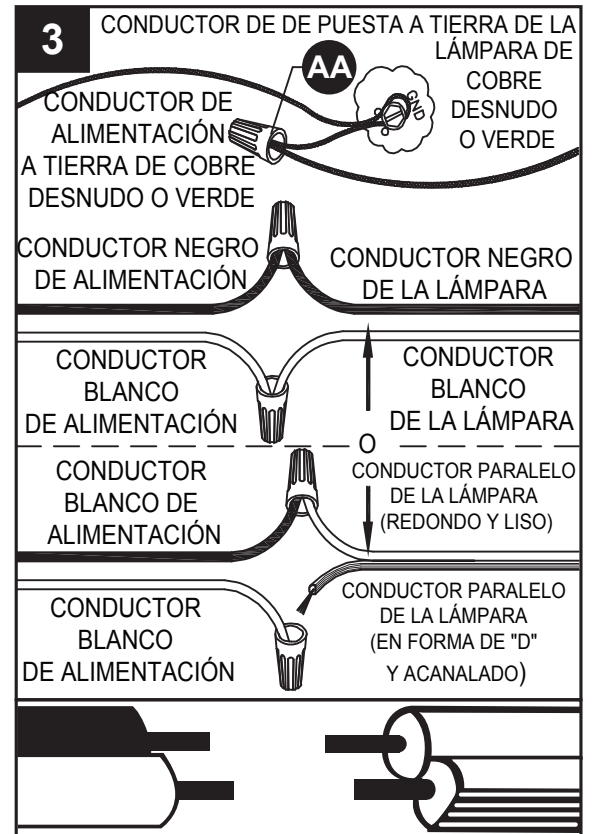 3
CONDUCTOR DE DE PUESTA A TIERRA DE LA
LÁMPARA DE
COBRE
DESNUDO
O VERDE
AA
GND
CONDUCTOR DE
ALIMENTACIÓN
A TIERRA DE COBRE
DESNUDO O VERDE
CONDUCTOR NEGRO
DE ALIMENTACIÓN
CONDUCTOR NEGRO
DE LA LÁMPARA
CONDUCTOR
BLANCO
DE ALIMENTACIÓN
CONDUCTOR
BLANCO
DE LA LÁMPARA
O
CONDUCTOR
BLANCO DE
ALIMENTACIÓN
CONDUCTOR PARALELO
DE LA LÁMPARA
(REDONDO Y LISO)
CONDUCTOR
BLANCO
DE ALIMENTACIÓN
CONDUCTOR PARALELO
DE LA LÁMPARA
(EN FORMA DE "D"
Y ACANALADO)